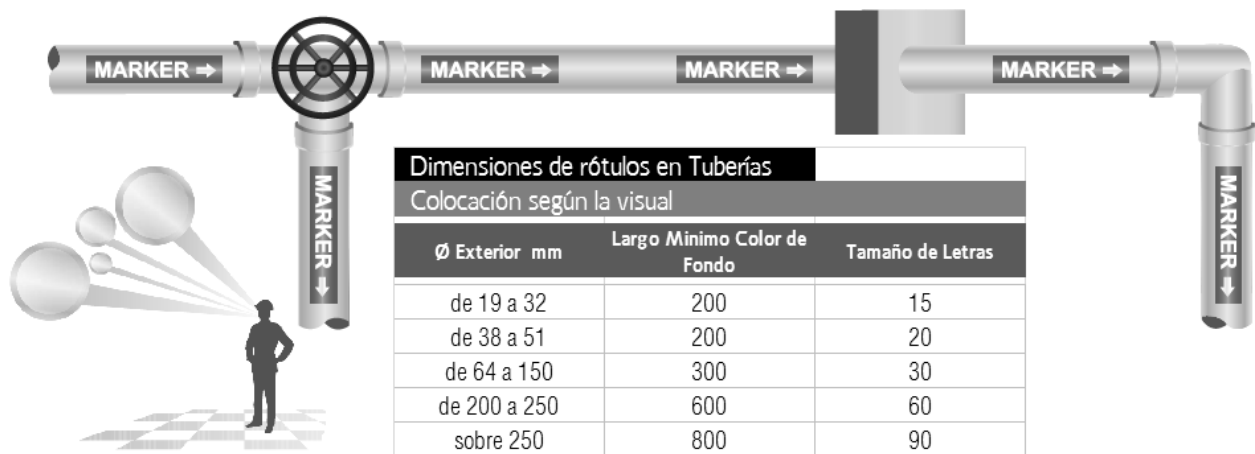 MARKER →
MARKER →
MARKER →
MARKER →
MARKER →
MARKER →
Dimensiones de rótulos en Tuberías
Colocación según la visual
Ø Exterior mm Largo Minimo Color de Fondo Tamaño de Letras
de 19 a 32 200 15
de 38 a 51 200 20
de 64 a 150 300 30
de 200 a 250 600 60
sobre 250 800 90